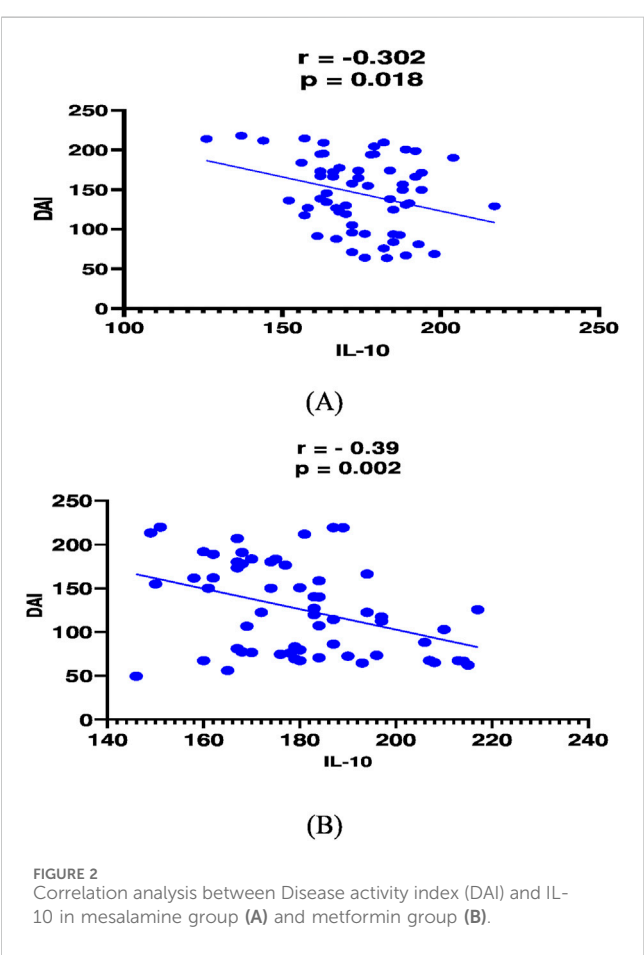 r = -0.302
p = 0.018
250
200
150
100
50
0
DAI
100 150 200 250
IL-10
(A)
r = - 0.39
p = 0.002
250
200
150
100
50
0
DAI
140 160 180 200 220 240
IL-10
(B)
FIGURE 2
Correlation analysis between Disease activity index (DAI) and IL-
10 in mesalamine group (A) and metformin group (B).